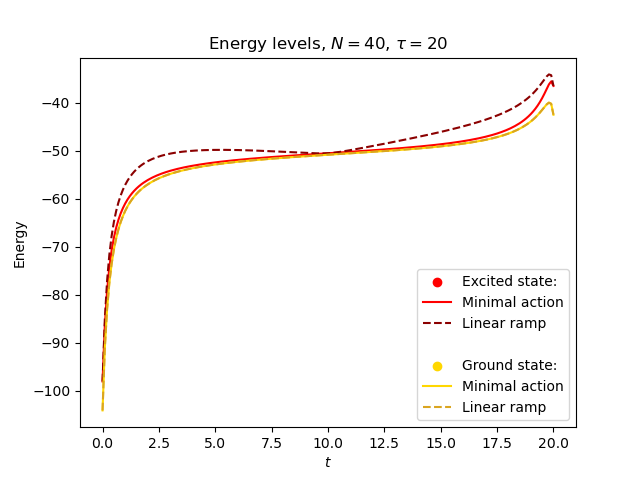 Energy levels, N = 40, τ = 20
Energy
−40
−50
−60
−70
−80
−90
−100
0.0 2.5 5.0 7.5 10.0 12.5 15.0 17.5 20.0
t
Excited state:
Minimal action
Linear ramp
Ground state:
Minimal action
Linear ramp